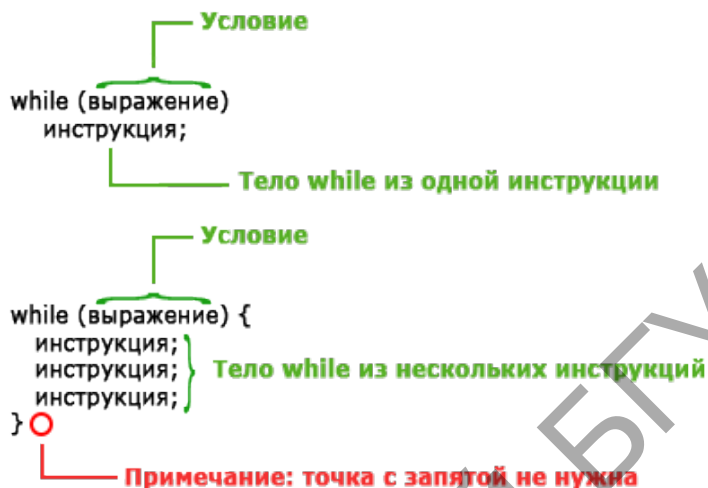 Условие
while (выражение)
инструкция;
Тело while из одной инструкции
Условие
while (выражение) {
инструкция;
инструкция;
Тело while из нескольких инструкций
инструкция;
}
Примечание: точка с запятой не нужна
БГУ